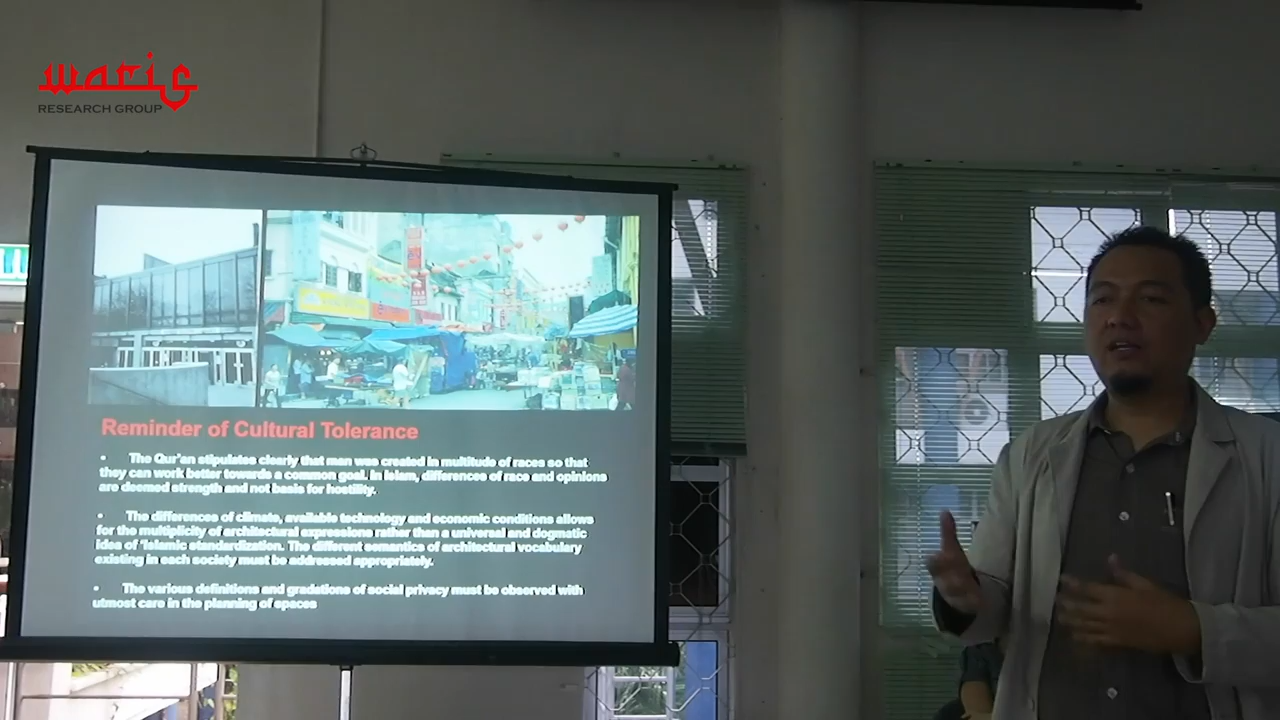 waris
RESEARCH GROUP
Reminder of Cultural Tolerance
• The Qur'an stipulates clearly that man was created in multitude of races so that
they can work better towards a common goal. In Islam, differences of race and opinions
are deemed strength and not basis for hostility.
• The differences of climate, available technology and economic conditions allows
for the multiplicity of architectural expressions rather than a universal and dogmatic
idea of 'Islamic standardization. The different semantics of architectural vocabulary
existing in each society must be addressed appropriately.
• The various definitions and gradations of social privacy must be observed with
utmost care in the planning of spaces